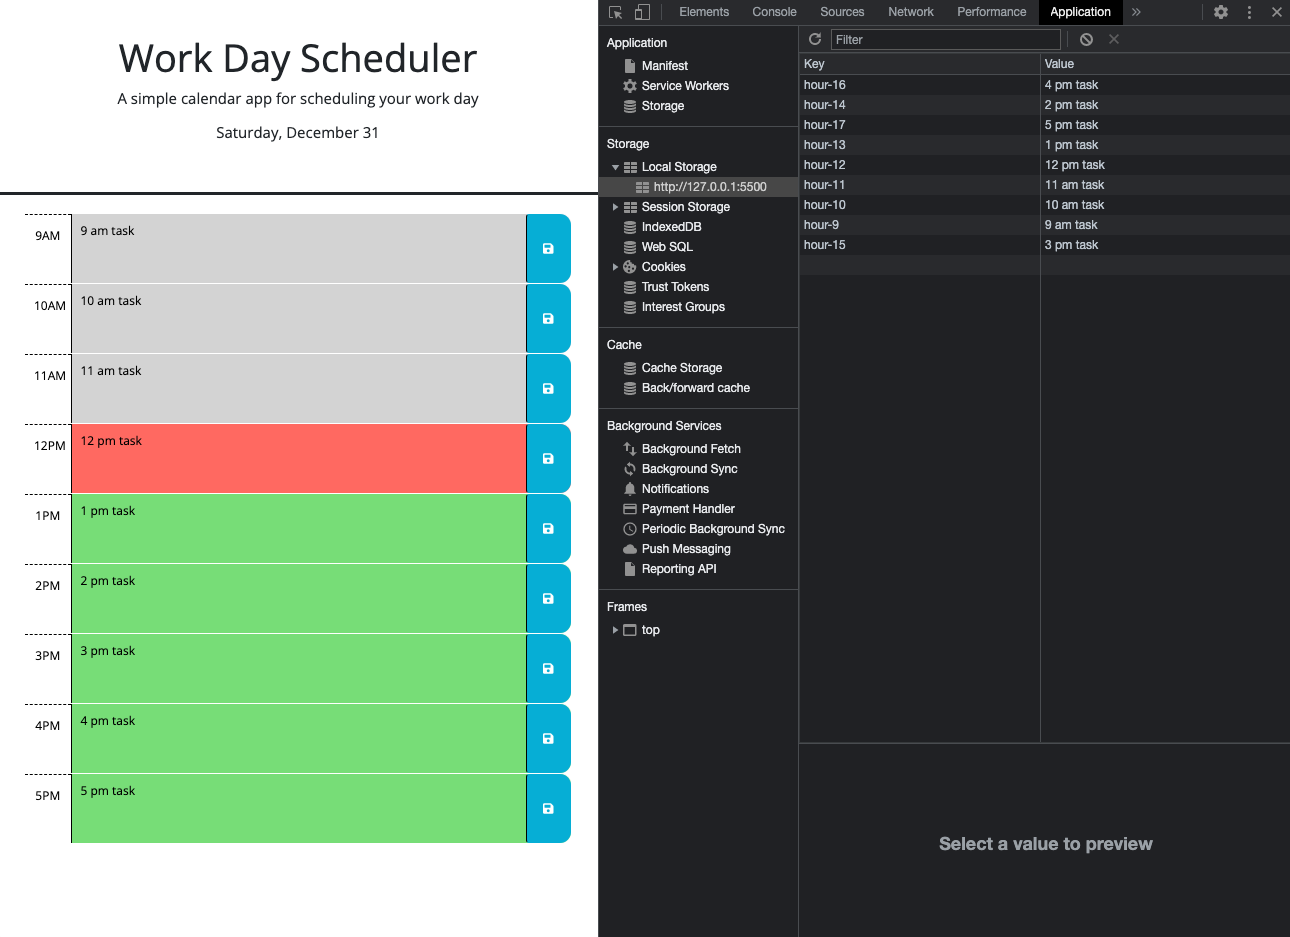 Work Day Scheduler
A simple calendar app for scheduling your work day
Saturday, December 31
9AM 9 am task
10AM 10 am task
11AM 11 am task
12PM 12 pm task
1PM 1 pm task
2PM 2 pm task
3PM 3 pm task
4PM 4 pm task
5PM 5 pm task
Elements Console Sources Network Performance Application »
Application
Manifest
Service Workers
Storage
Storage
Local Storage
http://127.0.0.1:5500
Session Storage
IndexedDB
Web SQL
Cookies
Trust Tokens
Interest Groups
Cache
Cache Storage
Back/forward cache
Background Services
Background Fetch
Background Sync
Notifications
Payment Handler
Periodic Background Sync
Push Messaging
Reporting API
Frames
top
Filter
Key Value
hour-16 4 pm task
hour-14 2 pm task
hour-17 5 pm task
hour-13 1 pm task
hour-12 12 pm task
hour-11 11 am task
hour-10 10 am task
hour-9 9 am task
hour-15 3 pm task
Select a value to preview